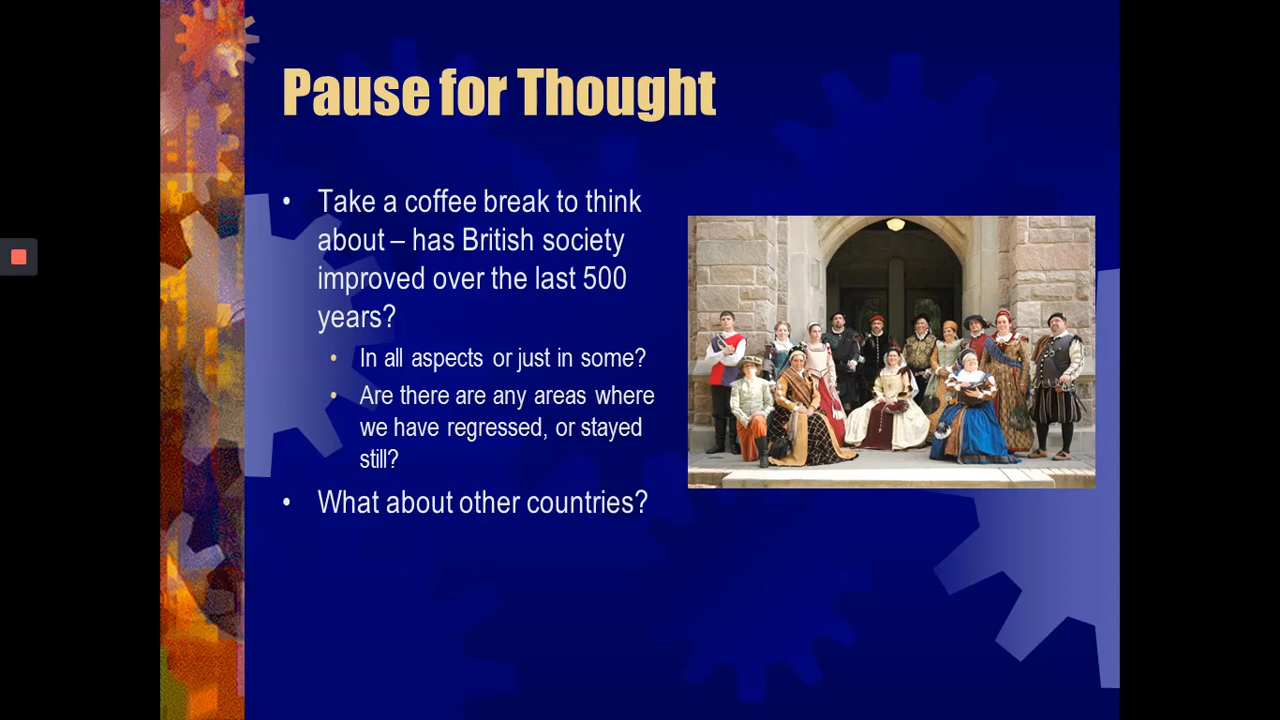 Pause for Thought
• Take a coffee break to think
about – has British society
improved over the last 500
years?
• In all aspects or just in some?
• Are there are any areas where
we have regressed, or stayed
still?
• What about other countries?